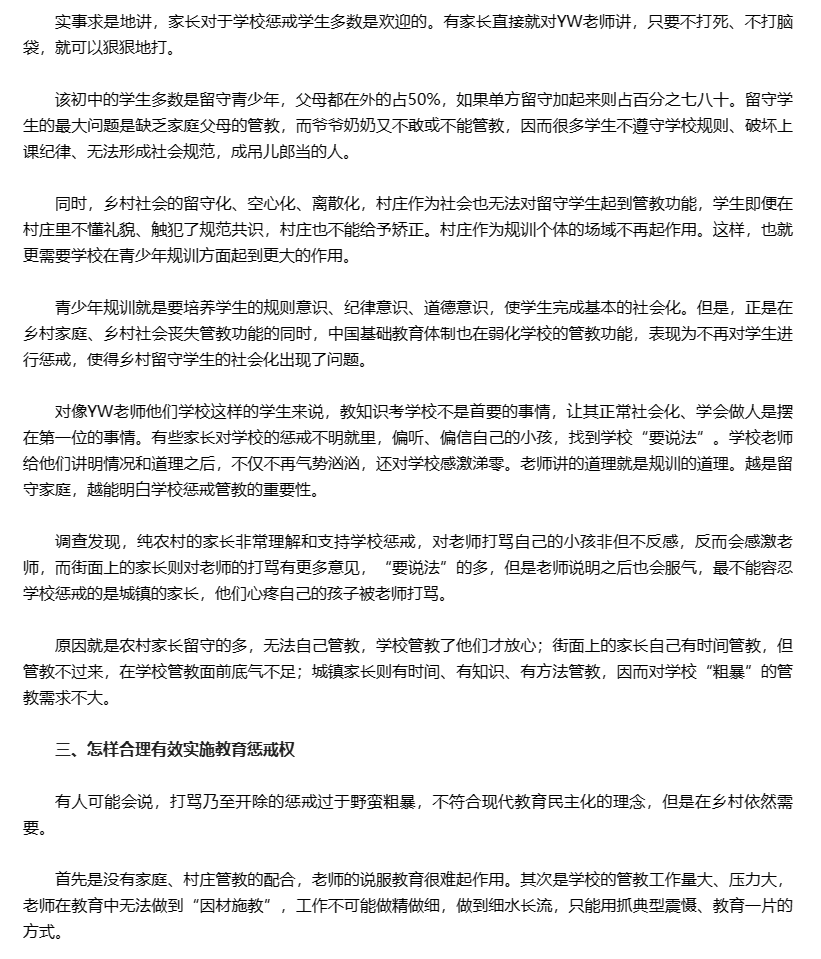 实事求是地讲，家长对于学校惩戒学生多数是欢迎的。有家长直接就对YW老师讲，只要不打死、不打脑
袋，就可以狠狠地打。
该初中的学生多数是留守青少年，父母都在外的占50%，如果单方留守加起来则占百分之七八十。留守学
生的最大问题是缺乏家庭父母的管教，而爷爷奶奶又不敢或不能管教，因而很多学生不遵守学校规则、破坏上
课纪律、无法形成社会规范，成吊儿郎当的人。
同时，乡村社会的留守化、空心化、离散化，村庄作为社会也无法对留守学生起到管教功能，学生即便在
村庄里不懂礼貌、触犯了规范共识，村庄也不能给予矫正。村庄作为规训个体的场域不再起作用。这样，也就
更需要学校在青少年规训方面起到更大的作用。
青少年规训就是要培养学生的规则意识、纪律意识、道德意识，使学生完成基本的社会化。但是，正是在
乡村家庭、乡村社会丧失管教功能的同时，中国基础教育体制也在弱化学校的管教功能，表现为不再对学生进
行惩戒，使得乡村留守学生的社会化出现了问题。
对像YW老师他们学校这样的学生来说，教知识考学校不是首要的事情，让其正常社会化、学会做人是摆
在第一位的事情。有些家长对学校的惩戒不明就里，偏听、偏信自己的小孩，找到学校“要说法”。学校老师
给他们讲明情况和道理之后，不仅不再气势汹汹，还对学校感激涕零。老师讲的道理就是规训的道理。越是留
守家庭，越能明白学校惩戒管教的重要性。
调查发现，纯农村的家长非常理解和支持学校惩戒，对老师打骂自己的小孩非但不反感，反而会感激老
师，而街面上的家长则对老师的打骂有更多意见，“要说法”的多，但是老师说明之后也会服气，最不能容忍
学校惩戒的是城镇的家长，他们心疼自己的孩子被老师打骂。
原因就是农村家长留守的多，无法自己管教，学校管教了他们才放心；街面上的家长自己有时间管教，但
管教不过来，在学校管教面前底气不足；城镇家长则有时间、有知识、有方法管教，因而对学校“粗暴”的管
教需求不大。
三、怎样合理有效实施教育惩戒权
有人可能会说，打骂乃至开除的惩戒过于野蛮粗暴，不符合现代教育民主化的理念，但是在乡村依然需
要。
首先是没有家庭、村庄管教的配合，老师的说服教育很难起作用。其次是学校的管教工作量大、压力大，
老师在教育中无法做到“因材施教”，工作不可能做精做细，做到细水长流，只能用抓典型震慑、教育一片的
方式。